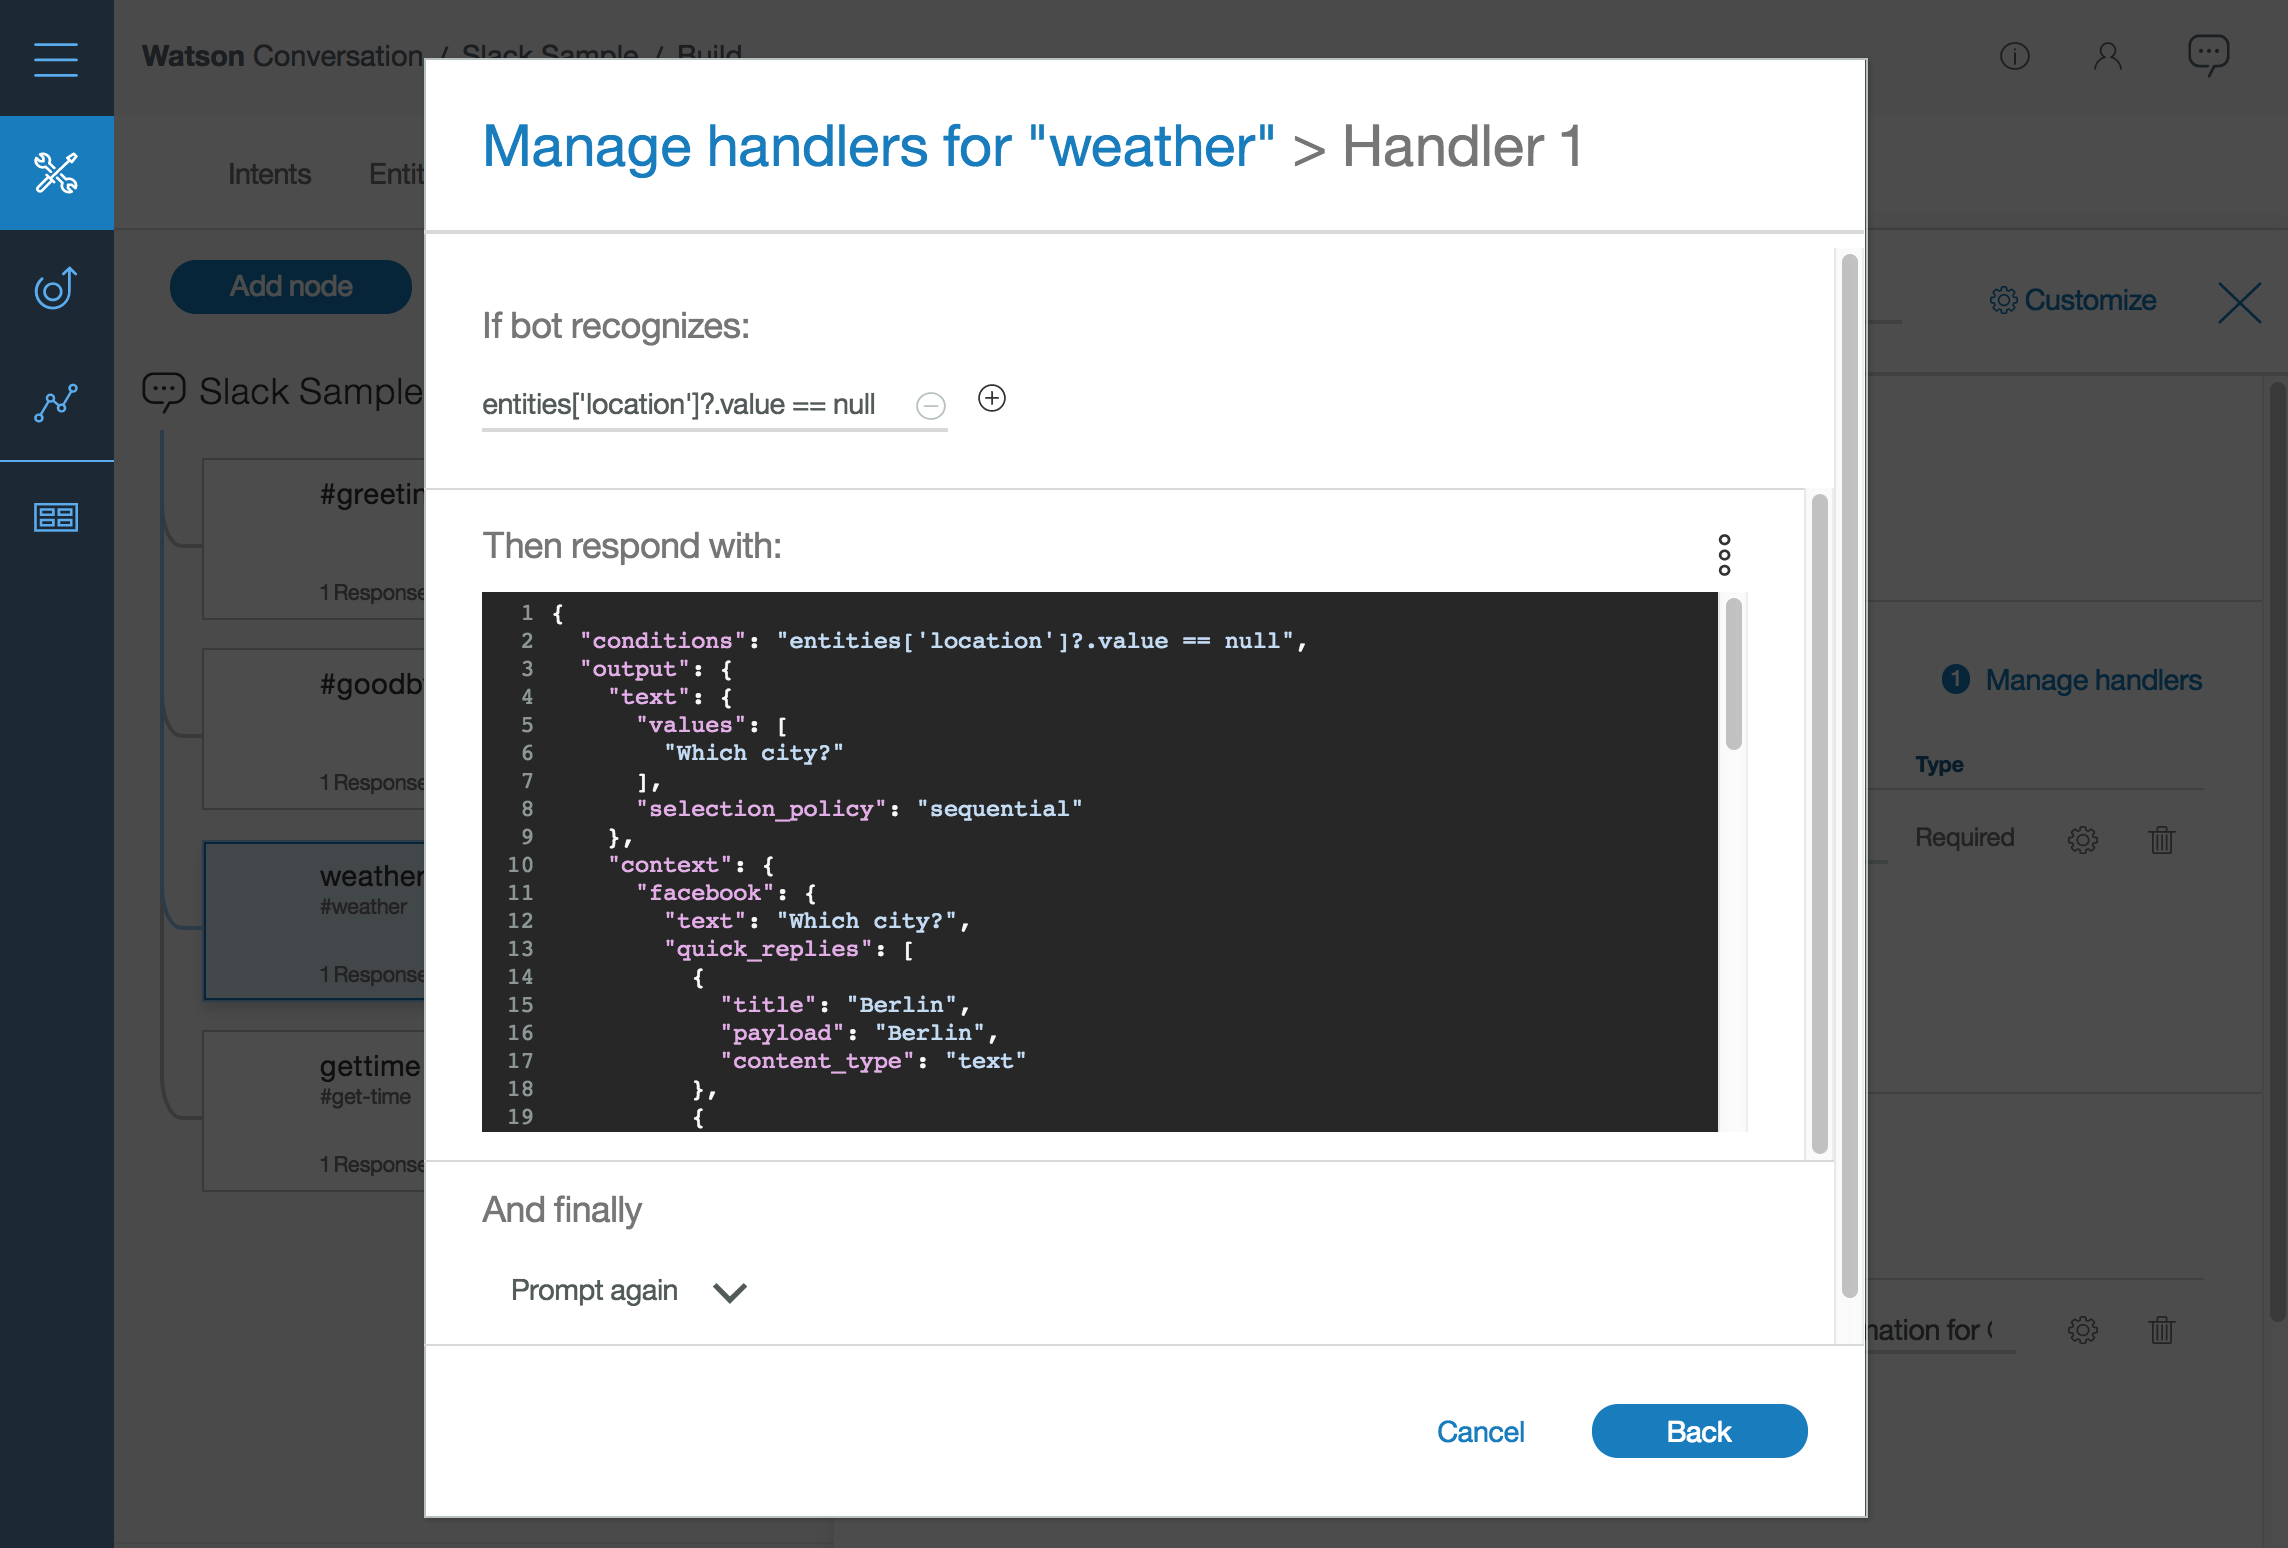 Watson Conversation / Slack Sample / Build
Manage handlers for "weather" > Handler 1
Intents
Add node
Customize
If bot recognizes:
entities['location']?.value == null
Slack Sample
#greetin
1 Response
Then respond with:
1 {
2 "conditions": "entities['location']?.value == null",
3 "output": {
4 "text": {
5 "values": [
6 "Which city?"
7 ],
8 "selection_policy": "sequential"
9 },
10 "context": {
11 "facebook": {
12 "text": "Which city?",
13 "quick_replies": [
14 {
15 "title": "Berlin",
16 "payload": "Berlin",
17 "content_type": "text"
18 },
19 {
#goodb
1 Response
1 Manage handlers
Type
Required
weather
#weather
1 Response
gettime
#get-time
1 Response
And finally
Prompt again
nation for
Cancel
Back